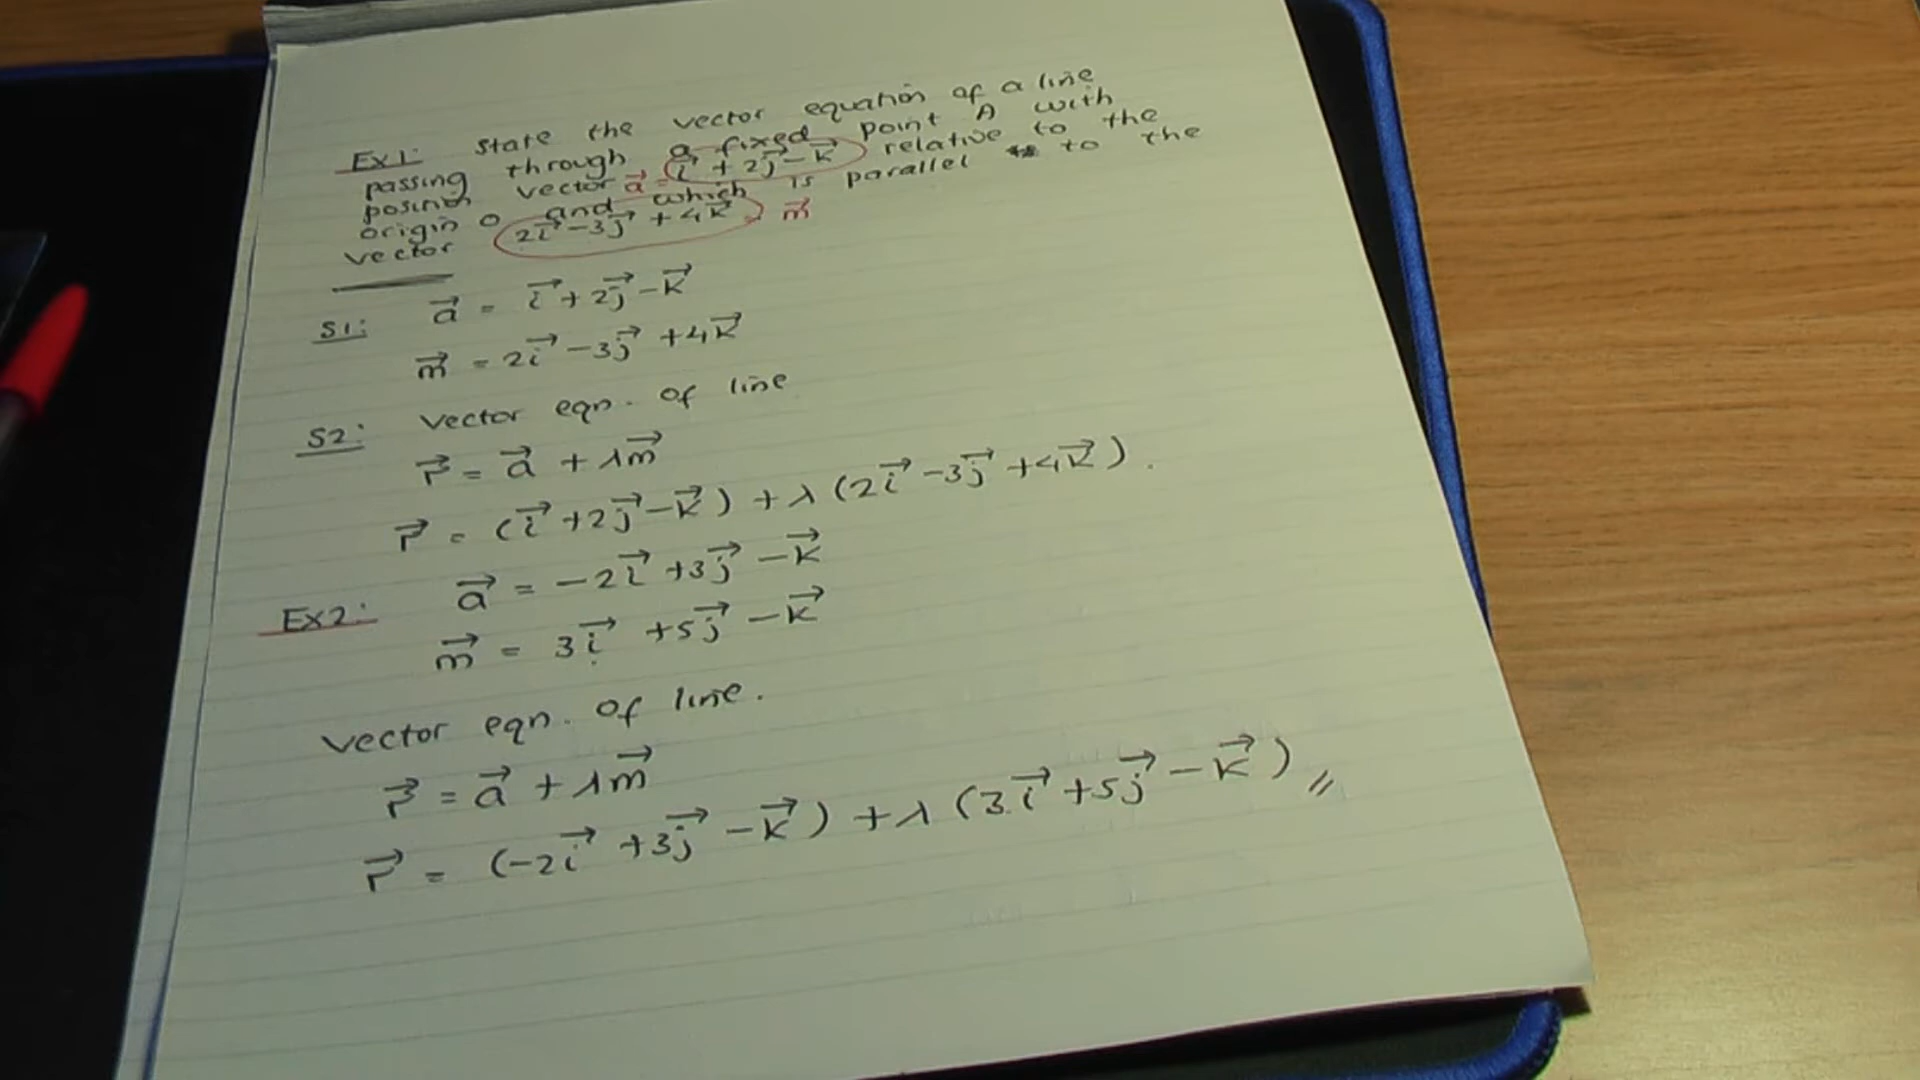 Ex1: State the vector equation of a line
passing through a fixed point A with
position vector a⃗ = i⃗ + 2j⃗ - k⃗ relative to the
origin O and which is parallel to the
vector 2i⃗ - 3j⃗ + 4k⃗ = m⃗
S1: a⃗ = i⃗ + 2j⃗ - k⃗
m⃗ = 2i⃗ - 3j⃗ + 4k⃗
S2: Vector eqn. of line
r⃗ = a⃗ + λm⃗
r⃗ = (i⃗ + 2j⃗ - k⃗) + λ(2i⃗ - 3j⃗ + 4k⃗).
Ex2: a⃗ = -2i⃗ + 3j⃗ - k⃗
m⃗ = 3i⃗ + 5j⃗ - k⃗
Vector eqn. of line.
r⃗ = a⃗ + λm⃗
r⃗ = (-2i⃗ + 3j⃗ - k⃗) + λ(3i⃗ + 5j⃗ - k⃗)//